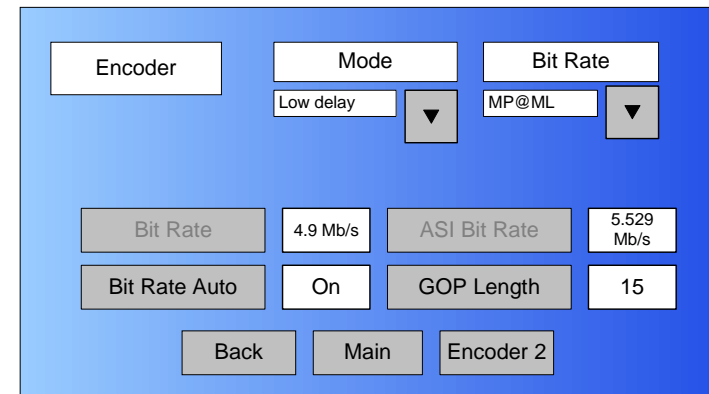 Encoder
Mode
Bit Rate
Low delay
▼
MP@ML
▼
Bit Rate
4.9 Mb/s
ASI Bit Rate
5.529
Mb/s
Bit Rate Auto
On
GOP Length
15
Back
Main
Encoder 2